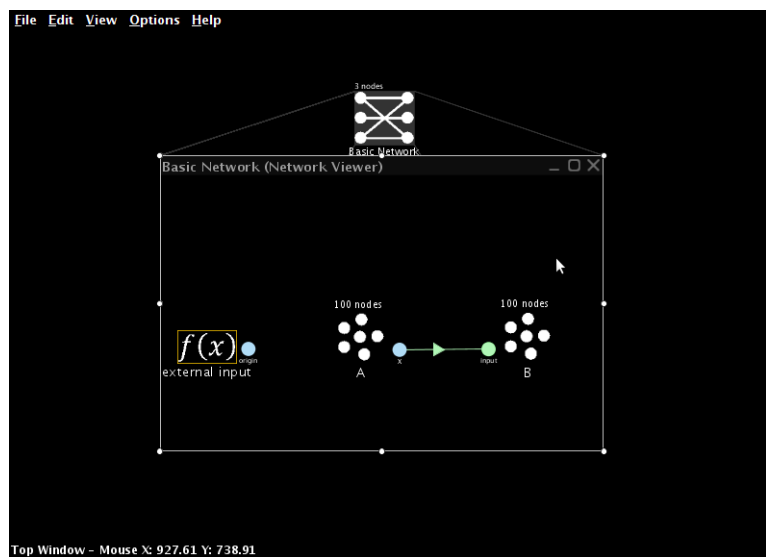 File Edit View Options Help
3 nodes
Basic Network
Basic Network (Network Viewer)
100 nodes
100 nodes
f(x)
origin
x
input
external input
A
B
Top Window - Mouse X: 927.61 Y: 738.91